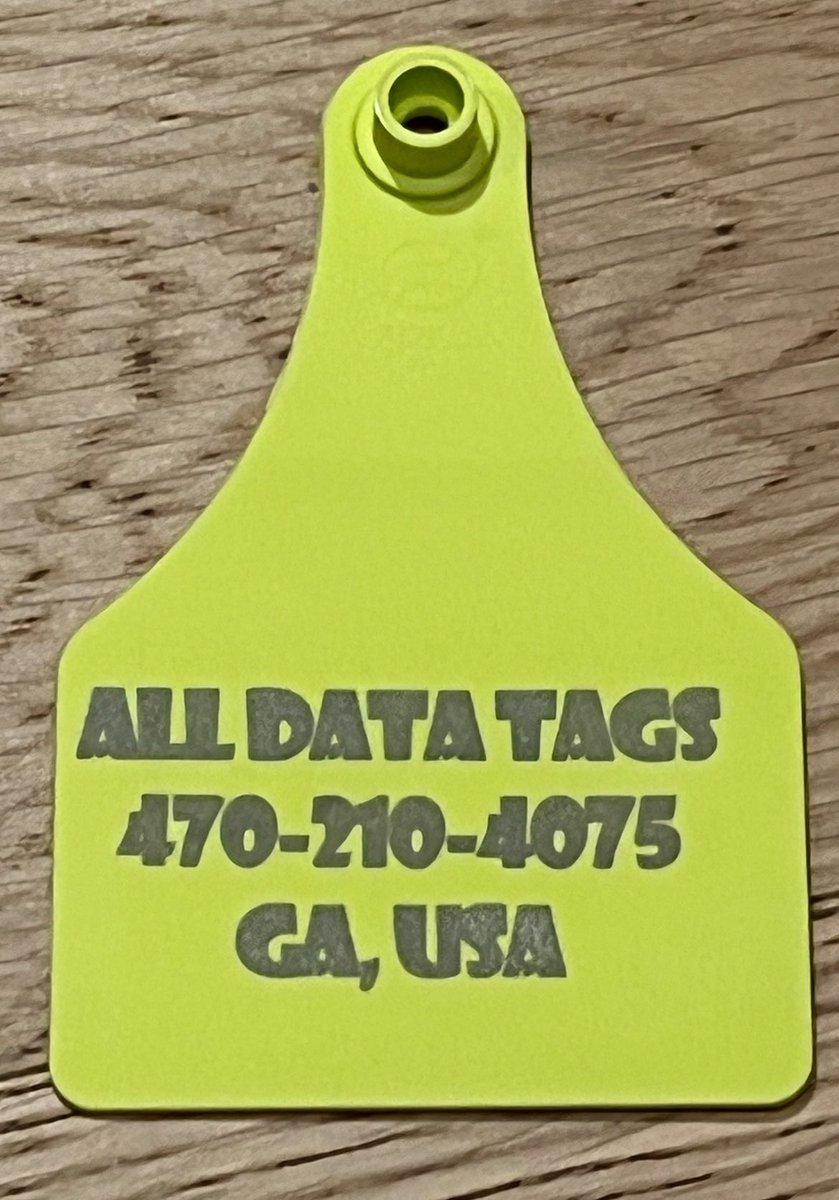 ALL DATA TAGS
470-210-4075
GA, USA